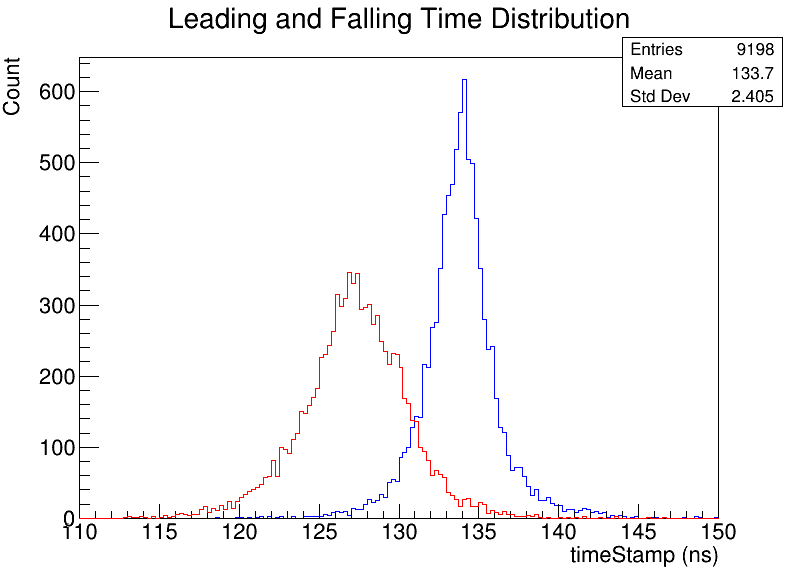 Leading and Falling Time Distribution
Entries 9198
Mean 133.7
Std Dev 2.405
Count
600
500
400
300
200
100
0
110 115 120 125 130 135 140 145 150
timeStamp (ns)